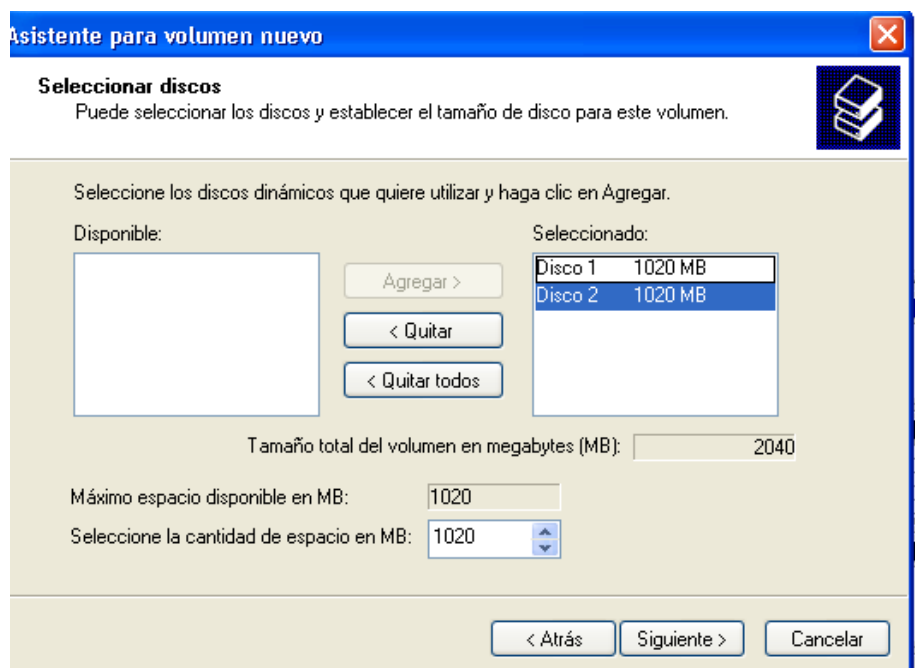 Asistente para volumen nuevo
Seleccionar discos
Puede seleccionar los discos y establecer el tamaño de disco para este volumen.
Seleccione los discos dinámicos que quiere utilizar y haga clic en Agregar.
Disponible:
Seleccionado:
Agregar >
< Quitar
< Quitar todos
Disco 1 1020 MB
Disco 2 1020 MB
Tamaño total del volumen en megabytes (MB): 2040
Máximo espacio disponible en MB: 1020
Seleccione la cantidad de espacio en MB: 1020
< Atrás Siguiente > Cancelar